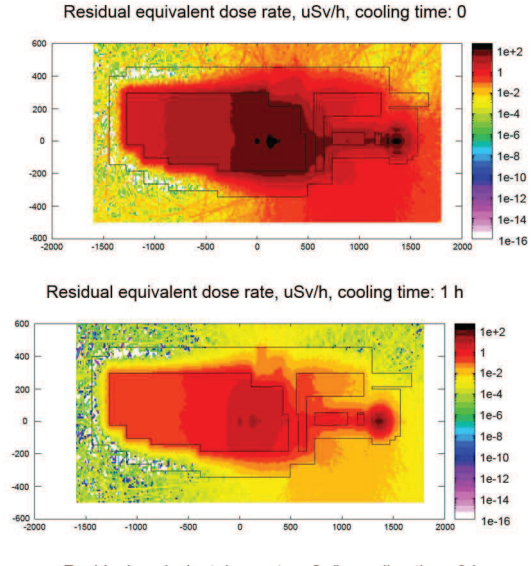 Residual equivalent dose rate, uSv/h, cooling time: 0
600
400
200
0
-200
-400
-600
-2000 -1500 -1000 -500 0 500 1000 1500 2000
1e+2
1
1e-2
1e-4
1e-6
1e-8
1e-10
1e-12
1e-14
1e-16
Residual equivalent dose rate, uSv/h, cooling time: 1 h
600
400
200
0
-200
-400
-600
-2000 -1500 -1000 -500 0 500 1000 1500 2000
1e+2
1
1e-2
1e-4
1e-6
1e-8
1e-10
1e-12
1e-14
1e-16